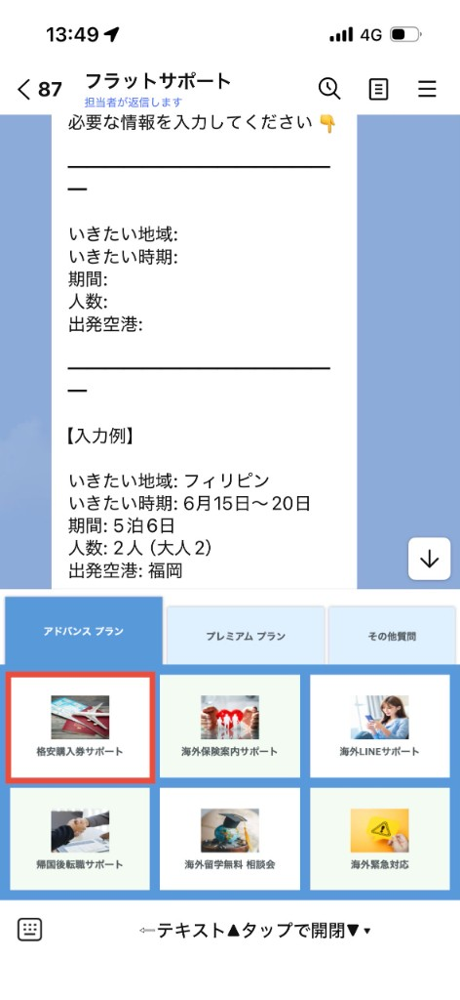 13:49
4G
87
フラットサポート
担当者が返信します
必要な情報を入力してください 👇
いきたい地域:
いきたい時期:
期間:
人数:
出発空港:
【入力例】
いきたい地域: フィリピン
いきたい時期: 6月15日〜20日
期間: 5泊6日
人数: 2人 (大人2)
出発空港: 福岡
アドバンス プラン
プレミアム プラン
その他質問
格安購入券サポート
海外保険案内サポート
海外LINEサポート
帰国後転職サポート
海外留学無料 相談会
海外緊急対応
⇦テキスト▲タップで開閉▼▾